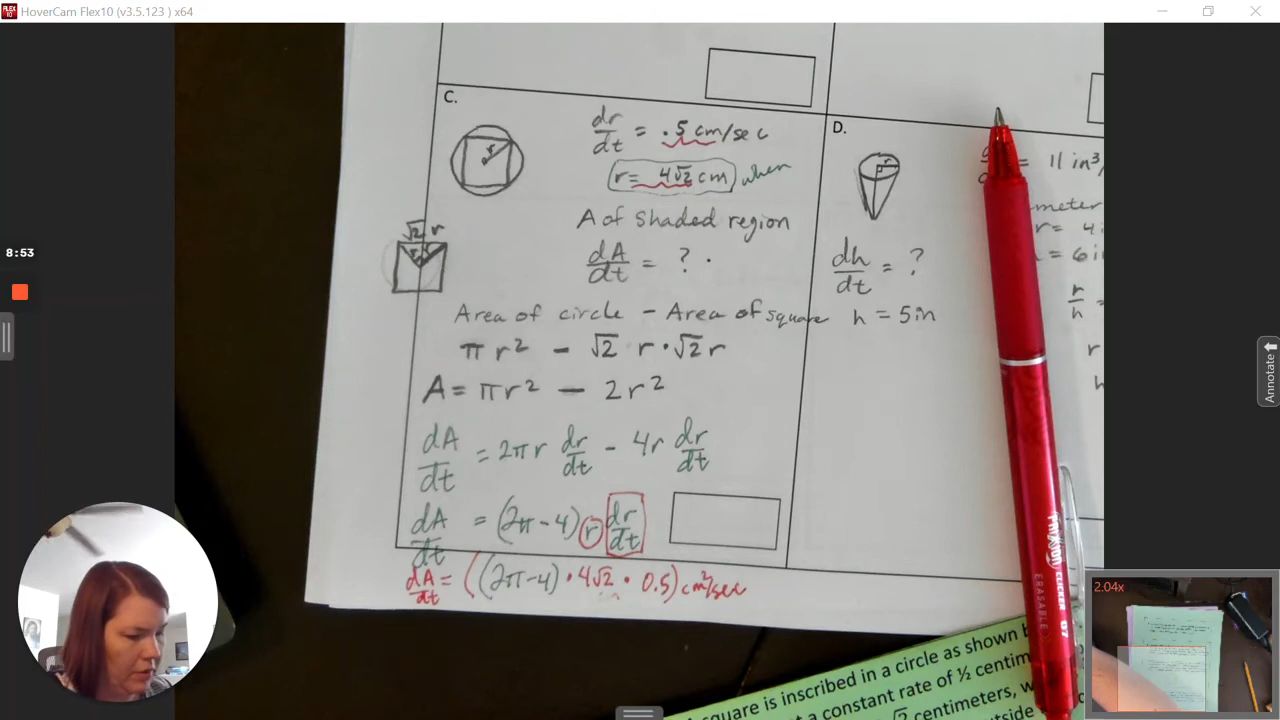 HoverCam Flex10 (v3.5.123 ) x64
8:53
C.
dr/dt = .5 cm/sec
r = 4√2 cm when
A of shaded region
dA/dt = ? .
r
√2 r
Area of circle - Area of square
πr² - √2 r · √2 r
A = πr² - 2r²
dA/dt = 2πr dr/dt - 4r dr/dt
dA/dt = (2π-4) r dr/dt
dA/dt = ((2π-4) · 4√2 · 0.5) cm²/sec
D.
= 11 in³/
r
meter
r = 4i
= 6i
dh/dt = ?
r/h =
h = 5in
r
h
FriXion CLICKER 07
ERASABLE
Annotate
2.04x
square is inscribed in a circle as shown b
t a constant rate of ½ centim
√2 centimeters, w
outside